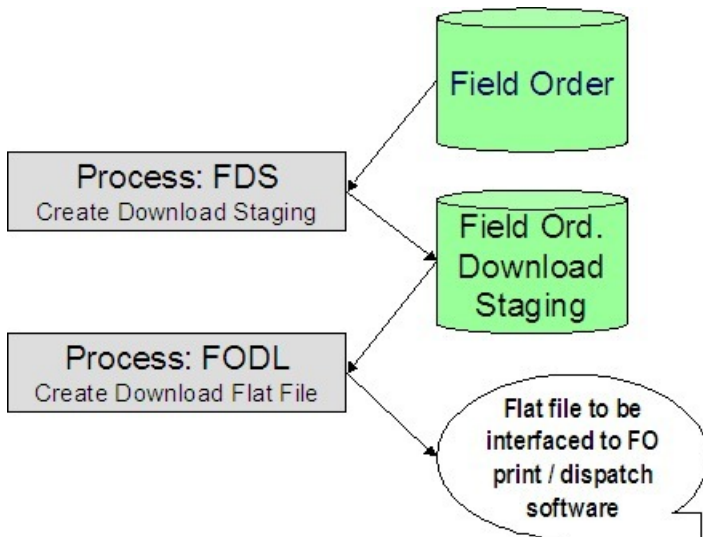 Field Order
Process: FDS
Create Download Staging
Field Ord.
Download
Staging
Process: FODL
Create Download Flat File
Flat file to be
interfaced to FO
print / dispatch
software